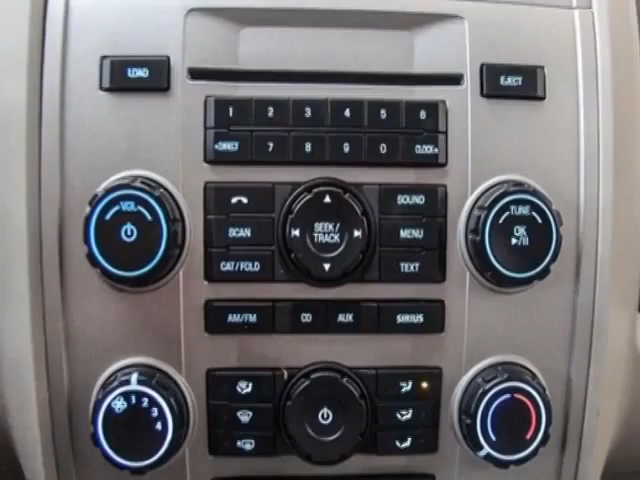 LOAD
EJECT
1 2 3 4 5 6
◂DIRECT 7 8 9 0 CLOCK▸
VOL
SOUND
TUNE
SCAN
SEEK/
TRACK
MENU
OK
▶/II
CAT/FOLD
TEXT
AM/FM CD AUX SIRIUS
1
2
3
4